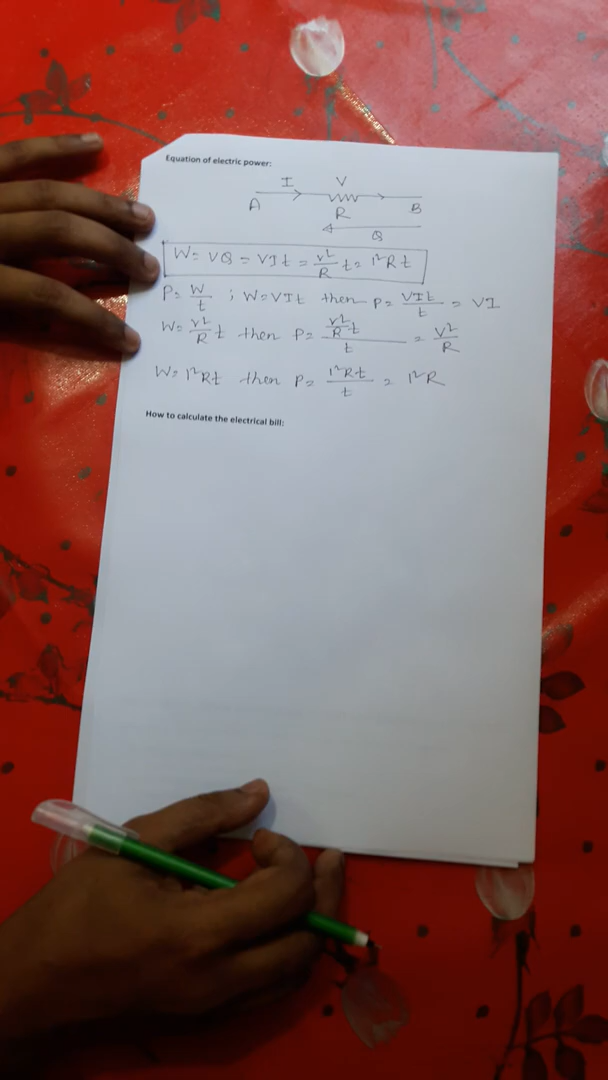 Equation of electric power:
I V
A R B
Q
W = VQ = VIt = V²/R t = I²Rt
P = W/t ; W = VIt then P = VIt/t = VI
W = V²/R t then P = V²/R t/t = V²/R
W = I²Rt then P = I²Rt/t = I²R
How to calculate the electrical bill: